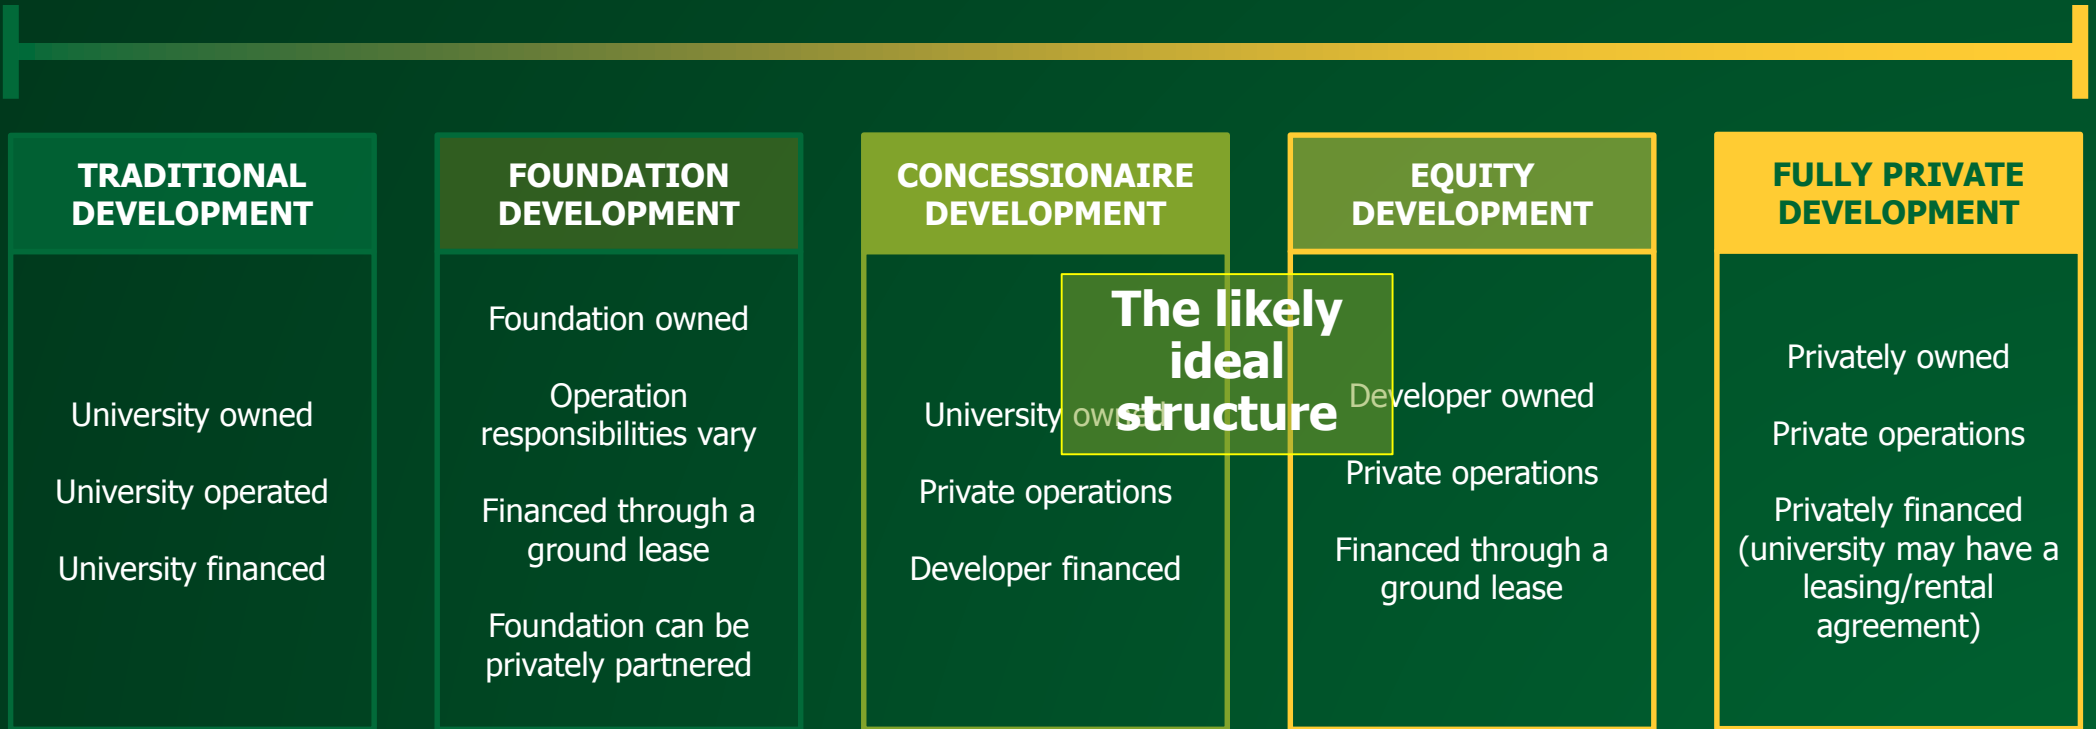 TRADITIONAL
DEVELOPMENT
University owned
University operated
University financed
FOUNDATION
DEVELOPMENT
Foundation owned
Operation
responsibilities vary
Financed through a
ground lease
Foundation can be
privately partnered
CONCESSIONAIRE
DEVELOPMENT
University owned
Private operations
Developer financed
The likely
ideal
structure
EQUITY
DEVELOPMENT
Developer owned
Private operations
Financed through a
ground lease
FULLY PRIVATE
DEVELOPMENT
Privately owned
Private operations
Privately financed
(university may have a
leasing/rental
agreement)